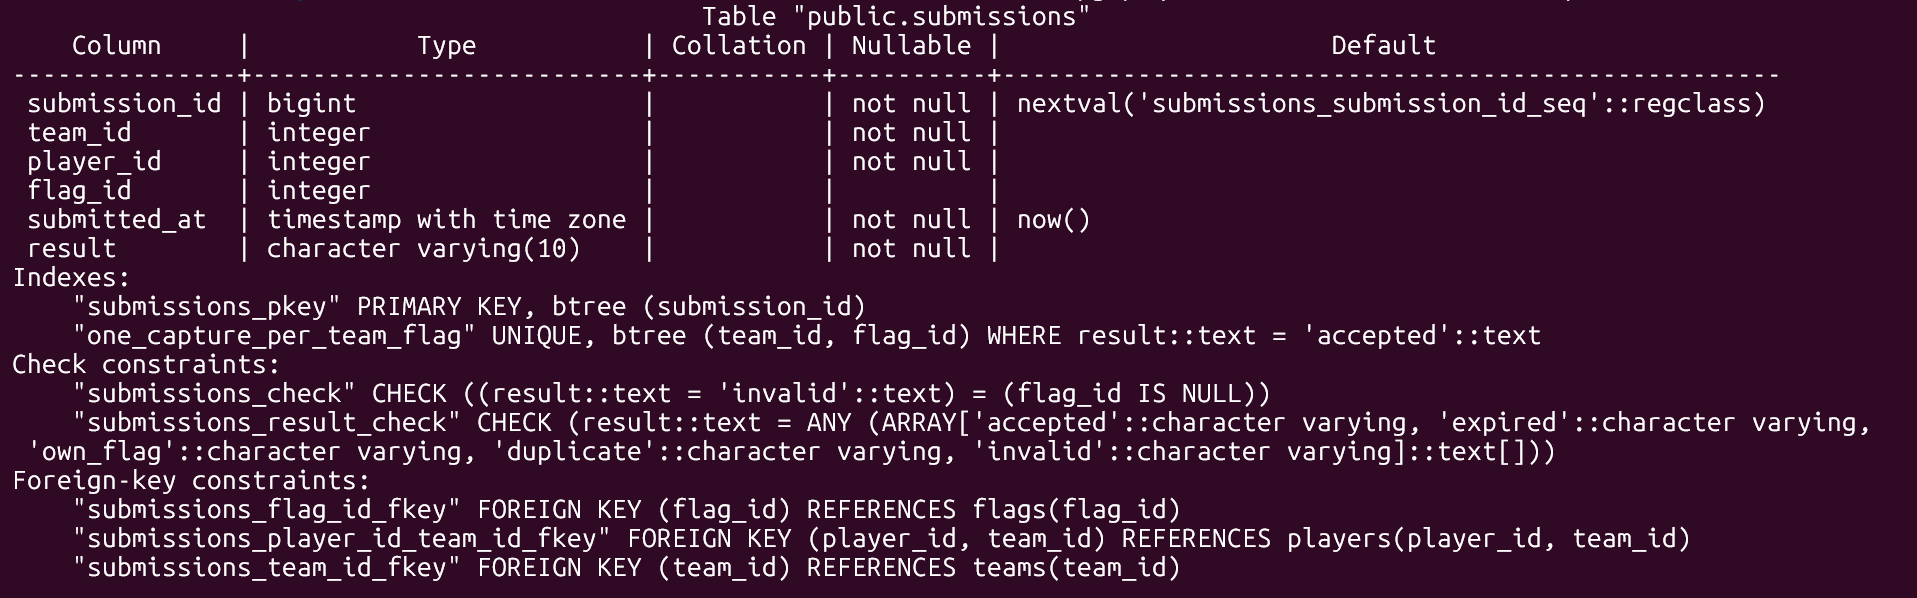 Table "public.submissions"
    Column     |           Type           | Collation | Nullable |                      Default
---------------+--------------------------+-----------+----------+----------------------------------------------------
 submission_id | bigint                   |           | not null | nextval('submissions_submission_id_seq'::regclass)
 team_id       | integer                  |           | not null |
 player_id     | integer                  |           | not null |
 flag_id       | integer                  |           |          |
 submitted_at  | timestamp with time zone |           | not null | now()
 result        | character varying(10)    |           | not null |
Indexes:
    "submissions_pkey" PRIMARY KEY, btree (submission_id)
    "one_capture_per_team_flag" UNIQUE, btree (team_id, flag_id) WHERE result::text = 'accepted'::text
Check constraints:
    "submissions_check" CHECK ((result::text = 'invalid'::text) = (flag_id IS NULL))
    "submissions_result_check" CHECK (result::text = ANY (ARRAY['accepted'::character varying, 'expired'::character varying,
 'own_flag'::character varying, 'duplicate'::character varying, 'invalid'::character varying]::text[]))
Foreign-key constraints:
    "submissions_flag_id_fkey" FOREIGN KEY (flag_id) REFERENCES flags(flag_id)
    "submissions_player_id_team_id_fkey" FOREIGN KEY (player_id, team_id) REFERENCES players(player_id, team_id)
    "submissions_team_id_fkey" FOREIGN KEY (team_id) REFERENCES teams(team_id)